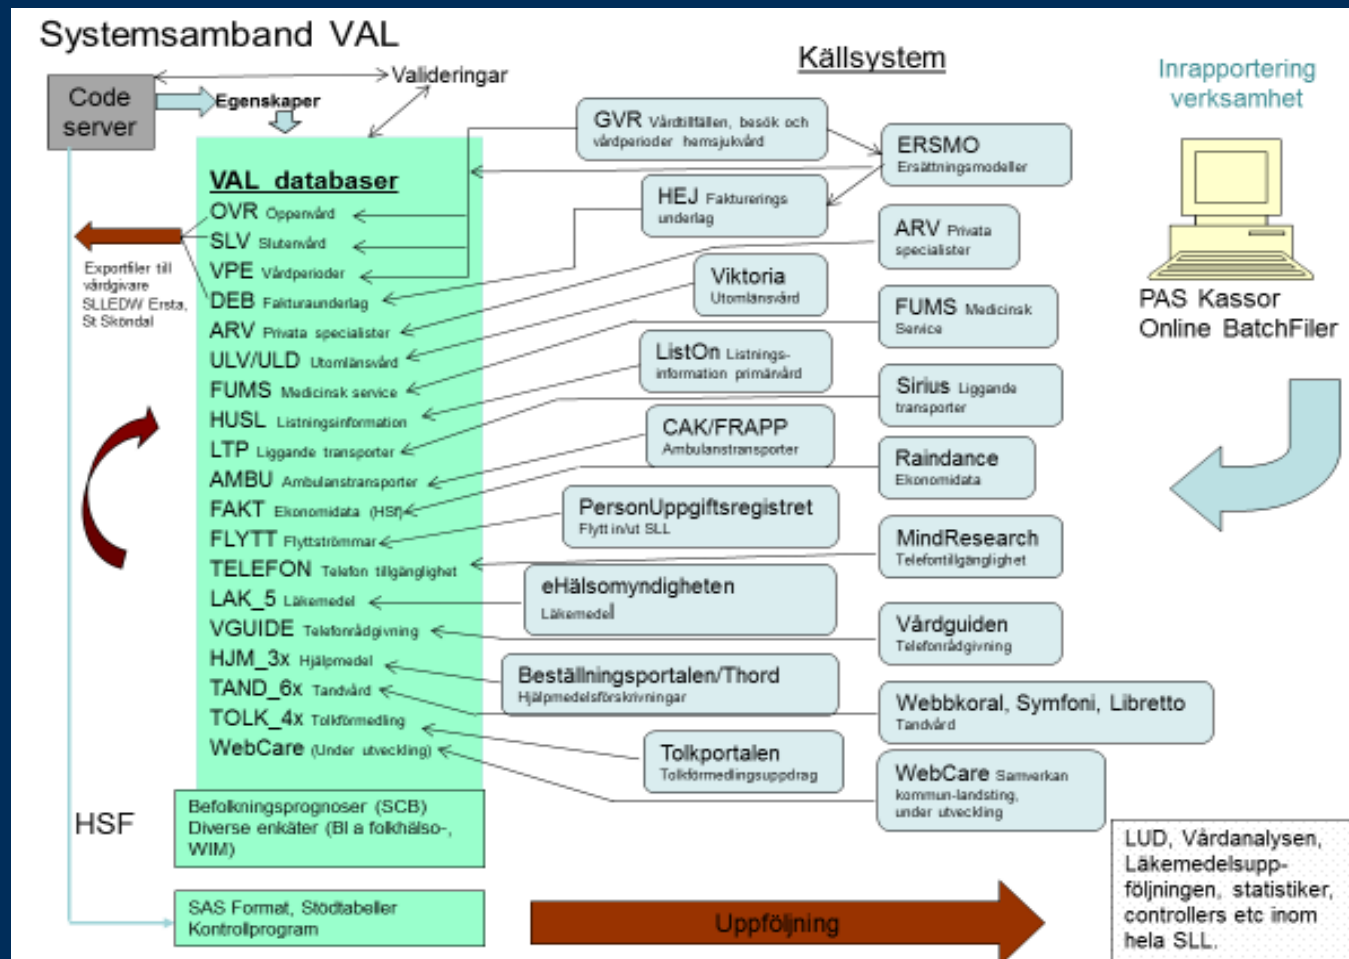 Systemsamband VAL
Källsystem
Inrapportering
verksamhet
Code
server
Valideringar
Egenskaper
VAL databaser
OVR Öppenvård
SLV Slutenvård
VPE Vårdperioder
DEB Fakturaunderlag
ARV Privata specialister
ULV/ULD Utomlänsvård
FUMS Medicinsk service
HUSL Listningsinformation
LTP Liggande transporter
AMBU Ambulanstransporter
FAKT Ekonomidata (HSf)
FLYTT Flyttströmmar
TELEFON Telefon tillgänglighet
LAK_5 Läkemedel
VGUIDE Telefonrådgivning
HJM_3x Hjälpmedel
TAND_6x Tandvård
TOLK_4x Tolkförmedling
WebCare (Under utveckling)
Exportfiler till
vårdgivare
SLLEDW Ersta,
St Sköndal
GVR Vårdtillfällen, besök och
vårdperioder hemsjukvård
ERSMO
Ersättningsmodeller
HEJ Fakturerings
underlag
ARV Privata
specialister
Viktoria
Utomlänsvård
FUMS Medicinsk
Service
ListOn Listnings-
information primärvård
Sirius Liggande
transporter
CAK/FRAPP
Ambulanstransporter
Raindance
Ekonomidata
PersonUppgiftsregistret
Flytt in/ut SLL
MindResearch
Telefontillgänglighet
eHälsomyndigheten
Läkemedel
Vårdguiden
Telefonrådgivning
Beställningsportalen/Thord
Hjälpmedelsförskrivningar
Webbkoral, Symfoni, Libretto
Tandvård
Tolkportalen
Tolkförmedlingsuppdrag
WebCare Samverkan
kommun-landsting,
under utveckling
PAS Kassor
Online BatchFiler
HSF
Befolkningsprognoser (SCB)
Diverse enkäter (Bl a folkhälso-,
WIM)
SAS Format, Stödtabeller
Kontrollprogram
Uppföljning
LUD, Vårdanalysen,
Läkemedelsupp-
följningen, statistiker,
controllers etc inom
hela SLL.